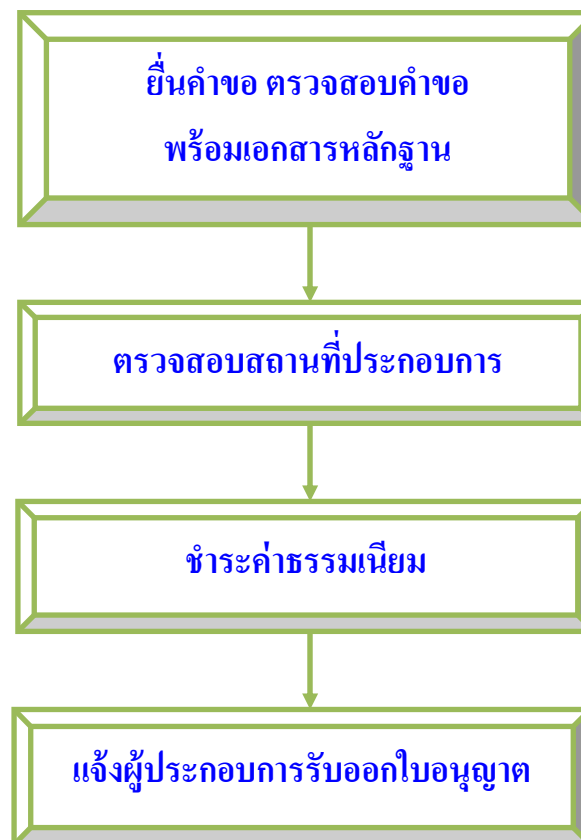 ยื่นคำขอ ตรวจสอบคำขอ
พร้อมเอกสารหลักฐาน
ตรวจสอบสถานที่ประกอบการ
ชำระค่าธรรมเนียม
แจ้งผู้ประกอบการรับออกใบอนุญาต